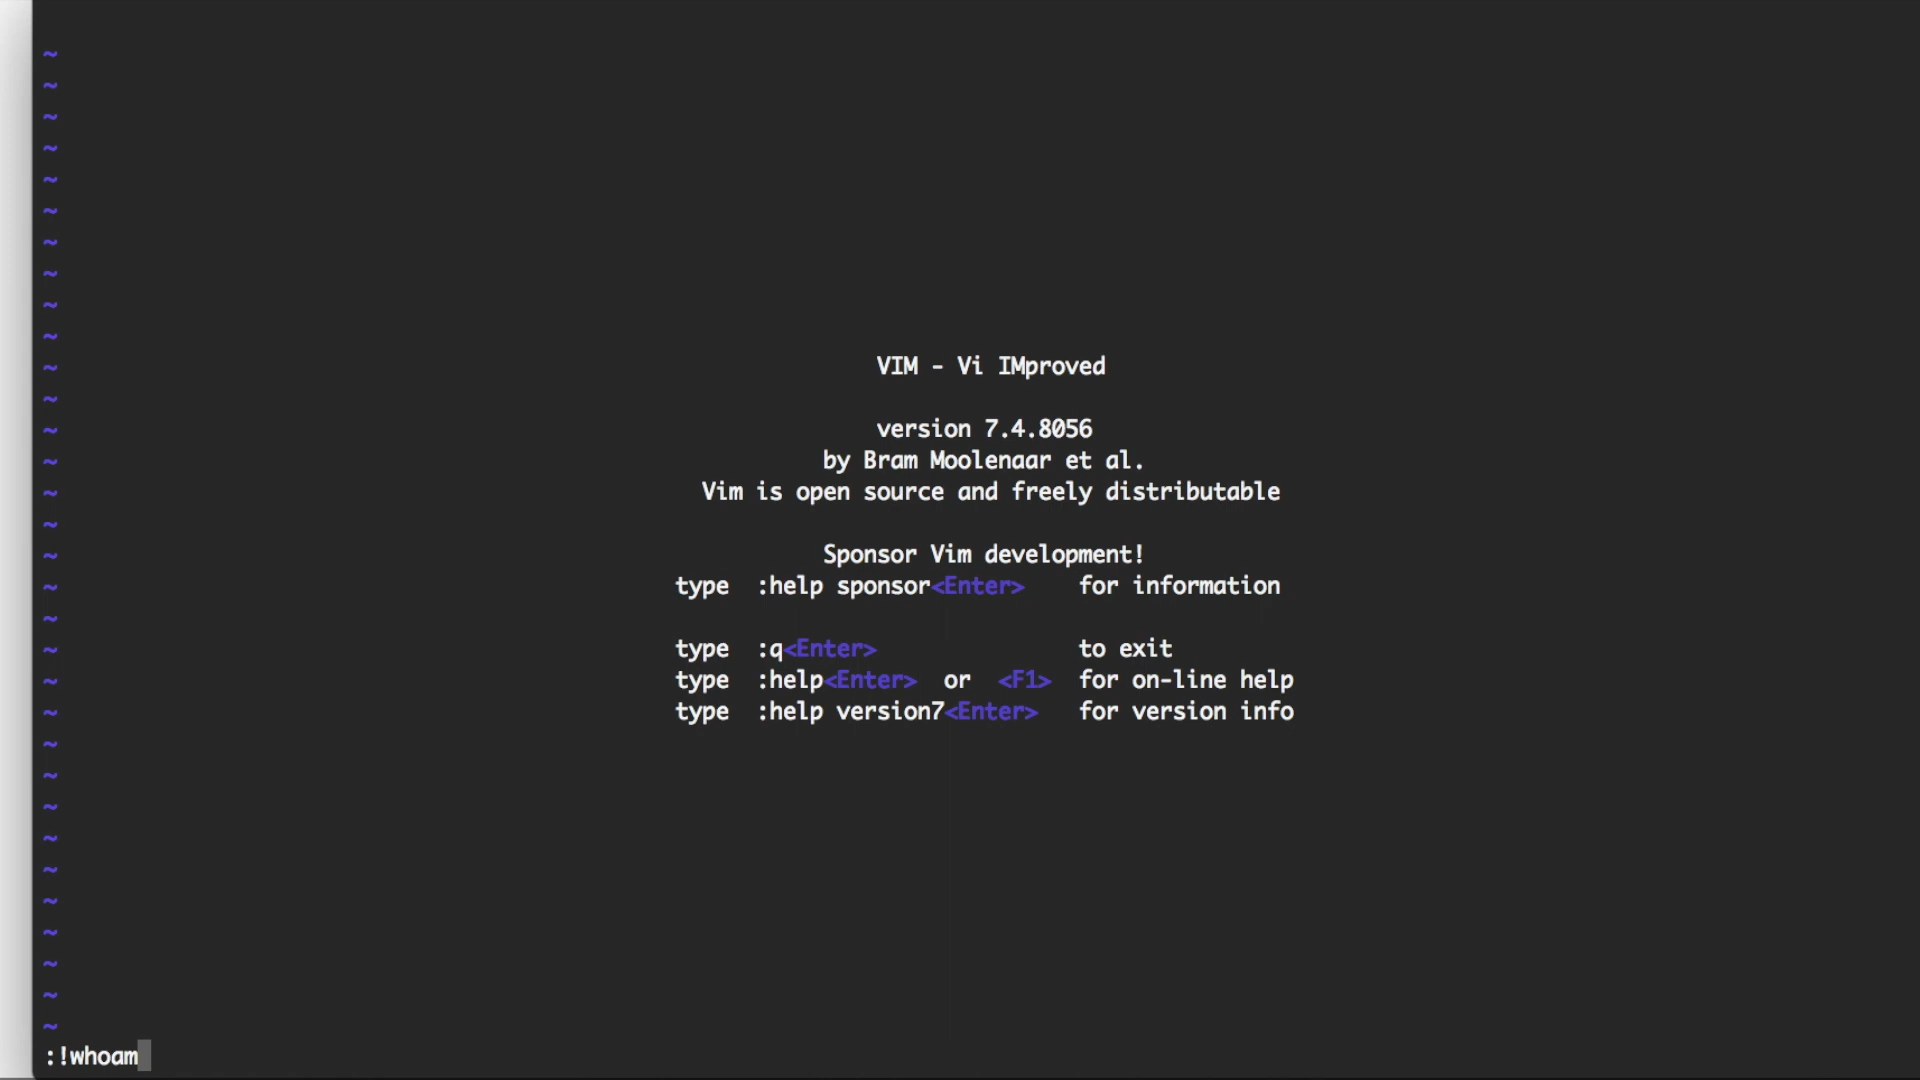 ~
~
~
~
~
~
~
~
~
~
~ VIM - Vi IMproved
~
~ version 7.4.8056
~ by Bram Moolenaar et al.
~ Vim is open source and freely distributable
~
~ Sponsor Vim development!
~ type :help sponsor<Enter> for information
~
~ type :q<Enter> to exit
~ type :help<Enter> or <F1> for on-line help
~ type :help version7<Enter> for version info
~
~
~
~
~
~
~
~
~
~
:!whoam